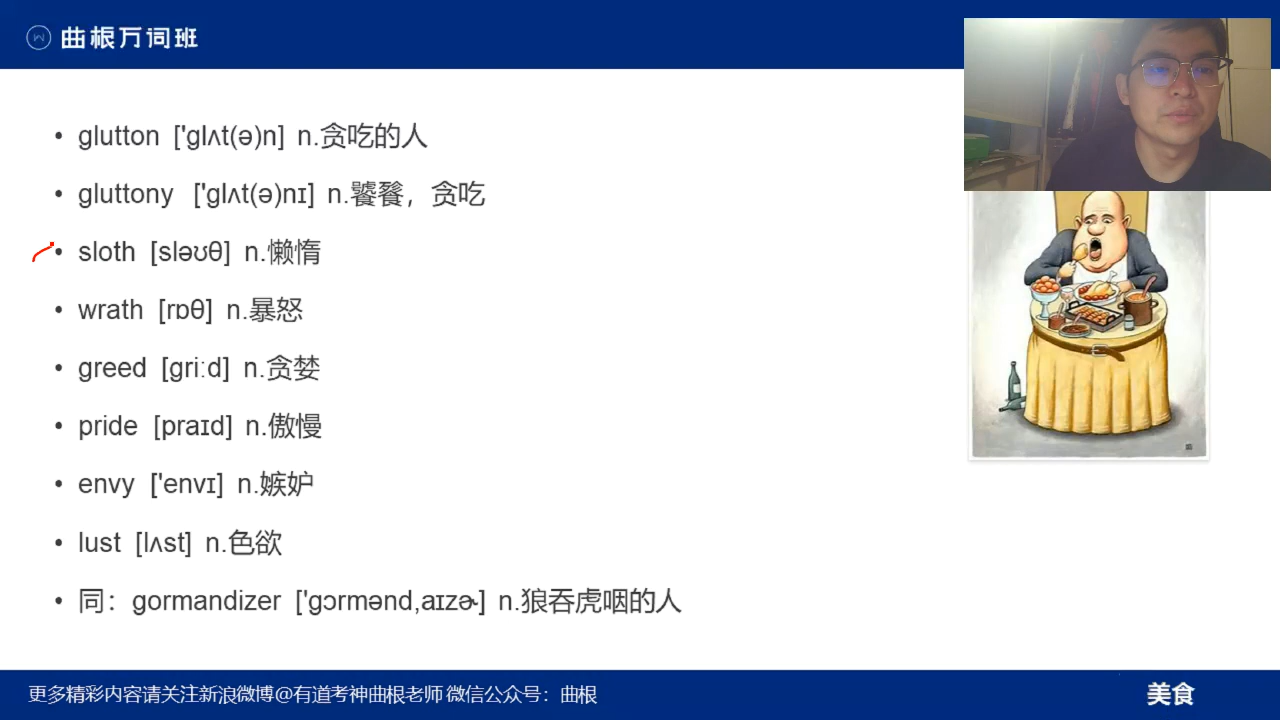 曲根万词班
• glutton ['glʌt(ə)n] n.贪吃的人
• gluttony ['glʌt(ə)nɪ] n.饕餮，贪吃
• sloth [sləʊθ] n.懒惰
• wrath [rɒθ] n.暴怒
• greed [griːd] n.贪婪
• pride [praɪd] n.傲慢
• envy ['envɪ] n.嫉妒
• lust [lʌst] n.色欲
• 同：gormandizer ['gɔrmənd,aɪzɚ] n.狼吞虎咽的人
更多精彩内容请关注新浪微博@有道考神曲根老师 微信公众号：曲根
美食